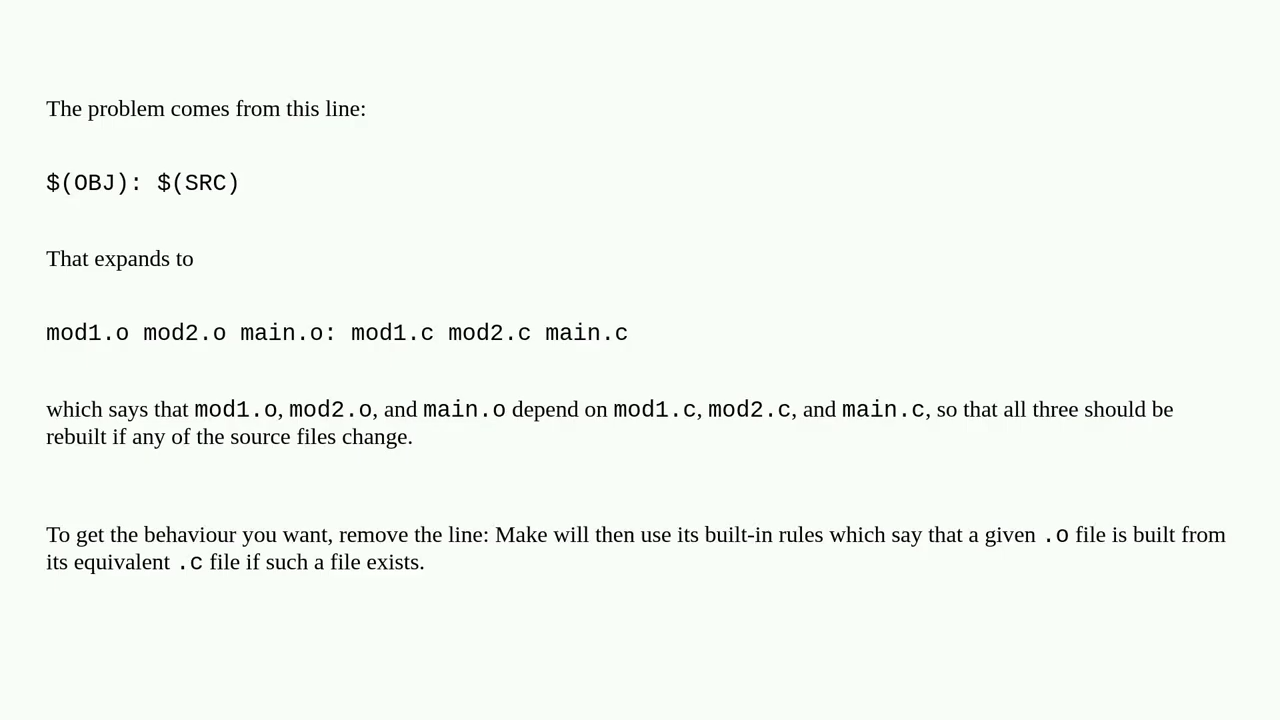 The problem comes from this line:
$(OBJ): $(SRC)
That expands to
mod1.o mod2.o main.o: mod1.c mod2.c main.c
which says that mod1.o, mod2.o, and main.o depend on mod1.c, mod2.c, and main.c, so that all three should be
rebuilt if any of the source files change.
To get the behaviour you want, remove the line: Make will then use its built-in rules which say that a given .o file is built from
its equivalent .c file if such a file exists.